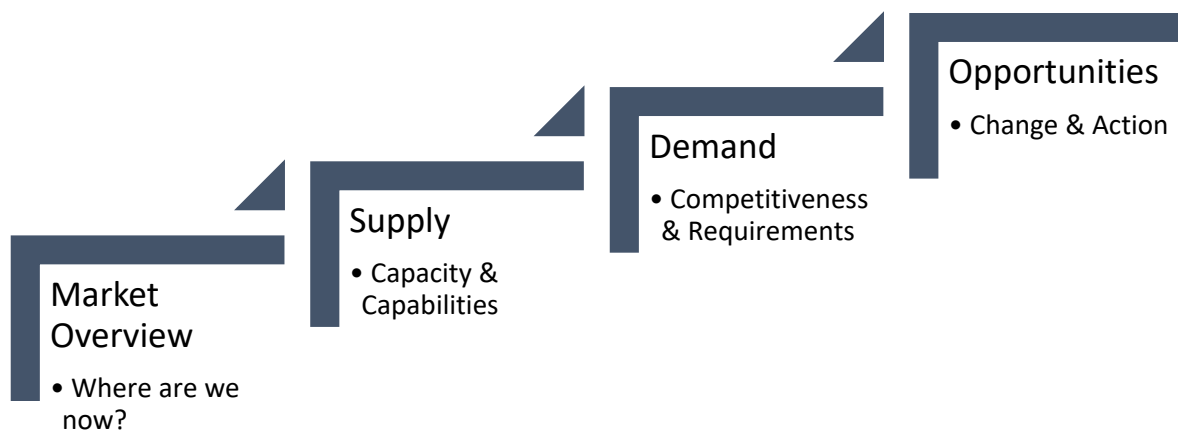 Market
Overview
• Where are we
now?
Supply
• Capacity &
Capabilities
Demand
• Competitiveness
& Requirements
Opportunities
• Change & Action